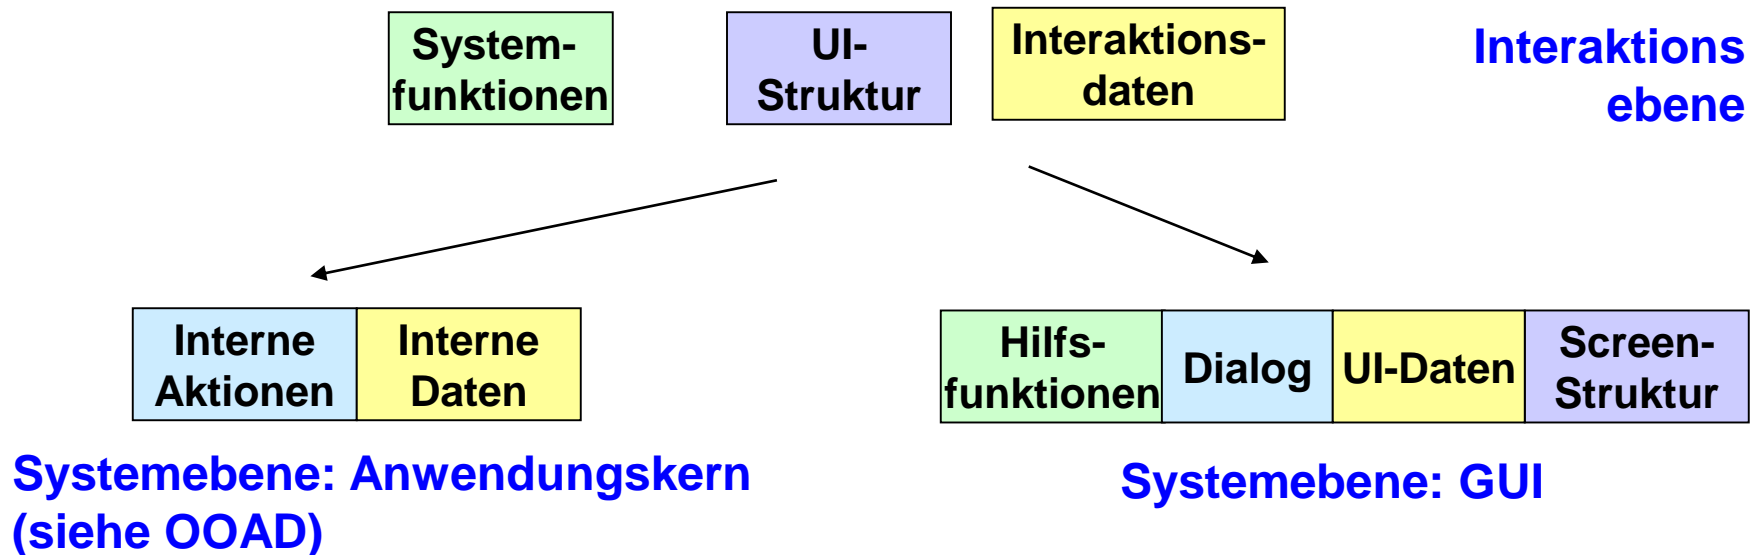 System-
funktionen
UI-
Struktur
Interaktions-
daten
Interaktions
ebene
Interne
Aktionen
Interne
Daten
Hilfs-
funktionen
Dialog
UI-Daten
Screen-
Struktur
Systemebene: Anwendungskern
(siehe OOAD)
Systemebene: GUI